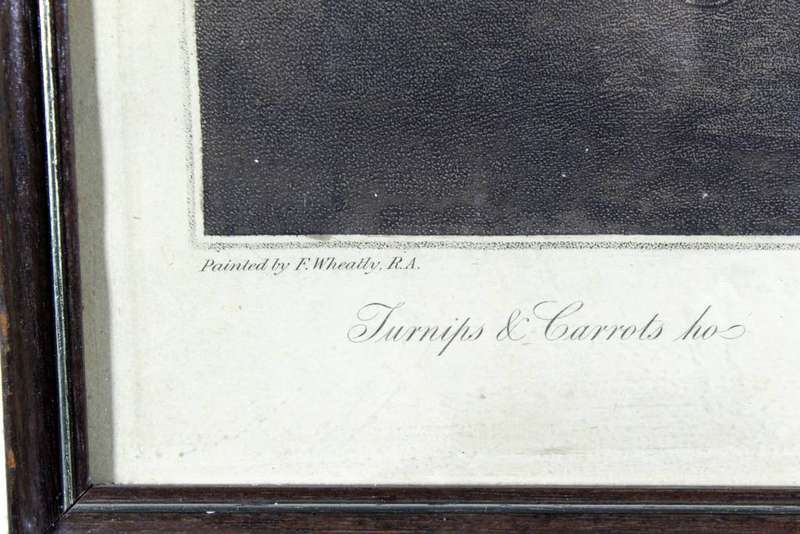 Painted by F. Wheatly, R.A.
Turnips & Carrots ho